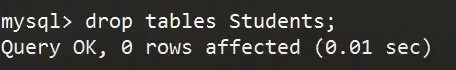 mysql> drop tables Students;
Query OK, 0 rows affected (0.01 sec)